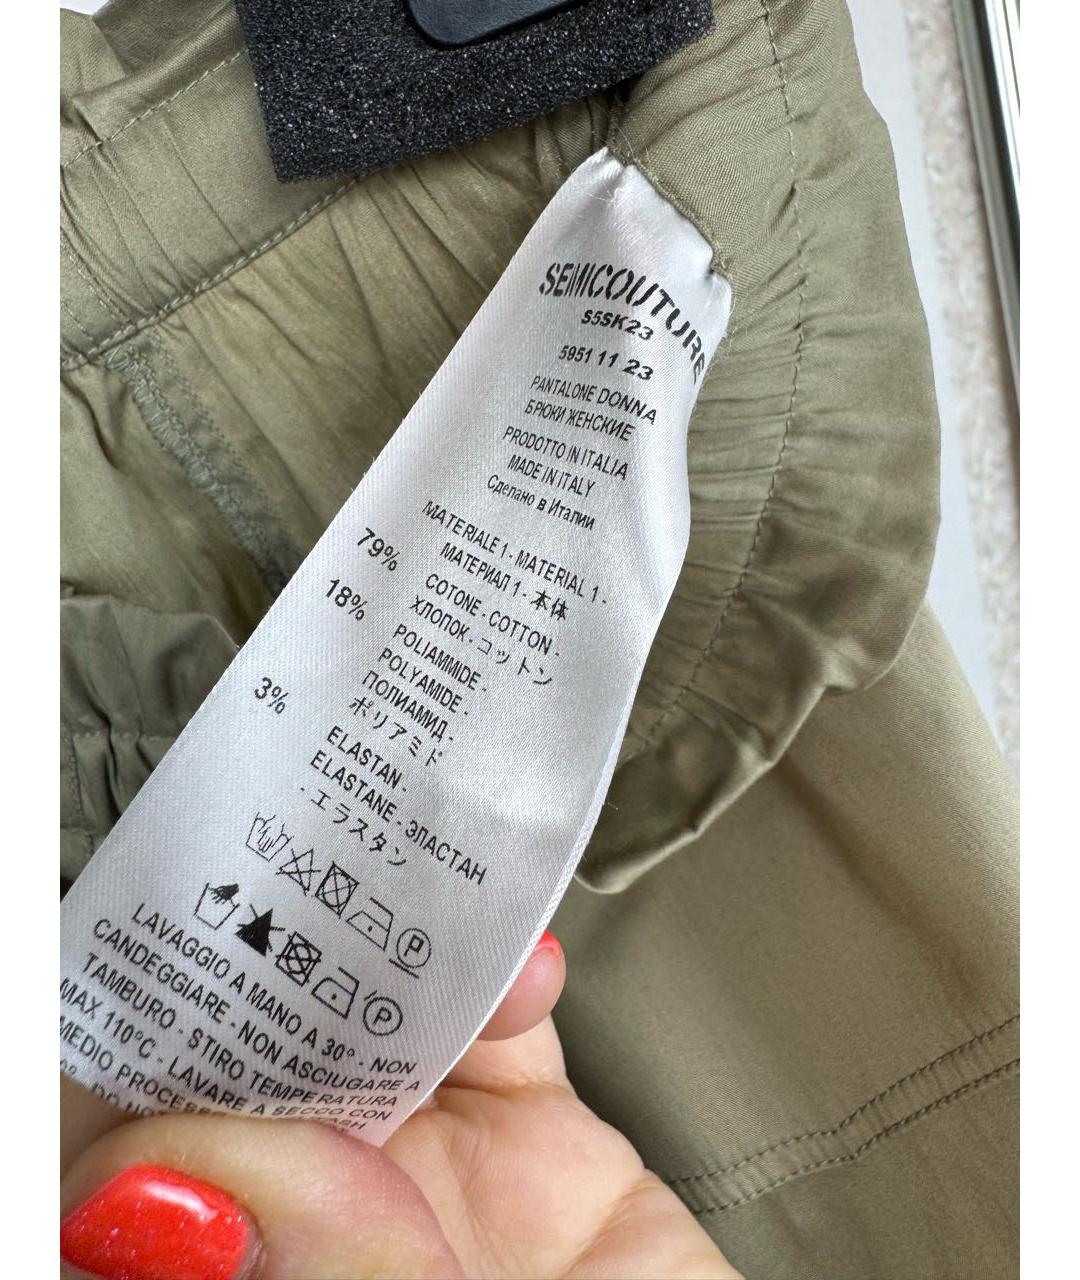 SEMICOUTURE
S5SK23
5951 11 23
PANTALONE DONNA
БРЮКИ ЖЕНСКИЕ
PRODOTTO IN ITALIA
MADE IN ITALY
Сделано в Италии
MATERIALE 1 - MATERIAL 1 -
МАТЕРИАЛ 1 - 本体
79% COTONE - COTTON -
ХЛОПОК - コットン
18% POLIAMMIDE -
POLYAMIDE -
ПОЛИАМИД -
ポリアミド
3% ELASTAN -
ELASTANE - ЭЛАСТАН
- エラスタン
P
P
LAVAGGIO A MANO A 30° - NON
CANDEGGIARE - NON ASCIUGARE A
TAMBURO - STIRO TEMPERATURA
MAX 110°C - LAVARE A SECCO CON
MEDIO PROCESSO
DO NOT